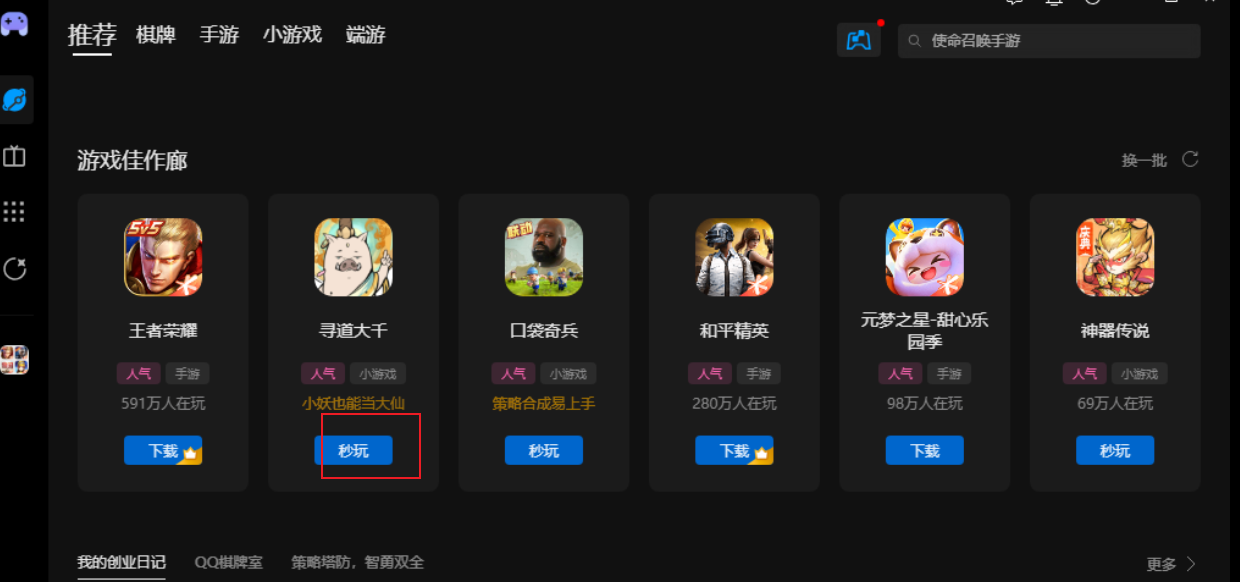 推荐 棋牌 手游 小游戏 端游
使命召唤手游
游戏佳作廊
换一批
5v5
联动
庆典
王者荣耀
寻道大千
口袋奇兵
和平精英
元梦之星-甜心乐
园季
神器传说
人气 手游
人气 小游戏
人气 小游戏
人气 手游
人气 手游
人气 小游戏
591万人在玩
小妖也能当大仙
策略合成易上手
280万人在玩
98万人在玩
69万人在玩
下载
秒玩
秒玩
下载
下载
秒玩
我的创业日记 QQ棋牌室 策略塔防，智勇双全
更多